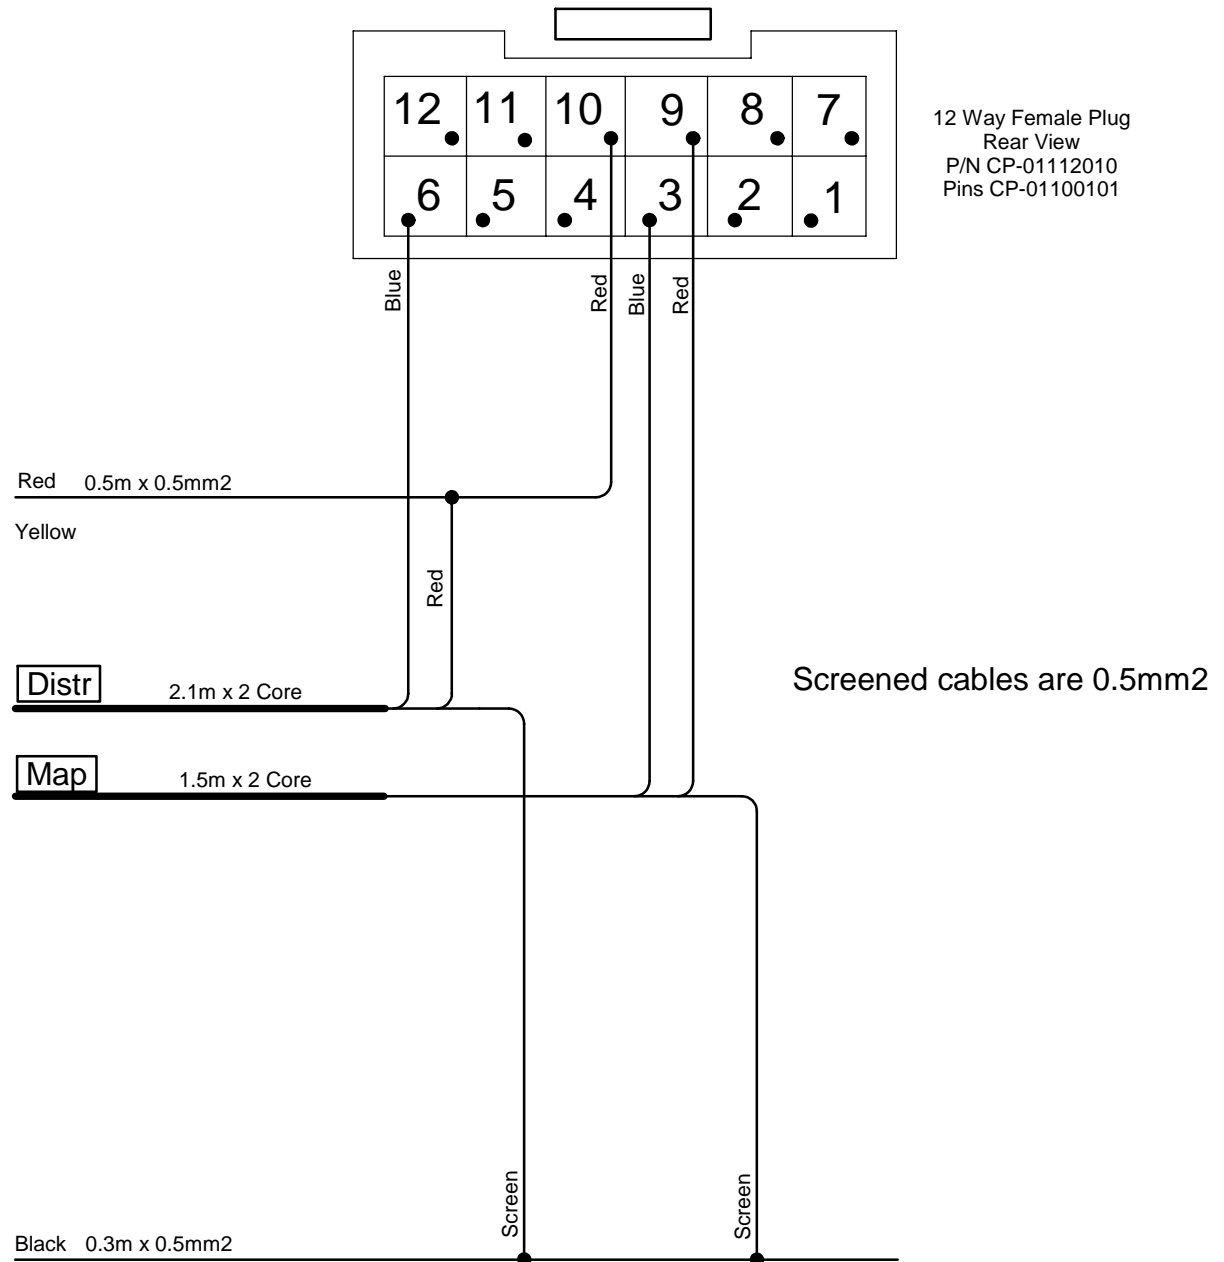 12 11 10 9 8 7
6 5 4 3 2 1
12 Way Female Plug
Rear View
P/N CP-01112010
Pins CP-01100101
Blue
Red
Blue
Red
Red 0.5m x 0.5mm2
Yellow
Red
Distr
2.1m x 2 Core
Screened cables are 0.5mm2
Map
1.5m x 2 Core
Screen
Screen
Black 0.3m x 0.5mm2